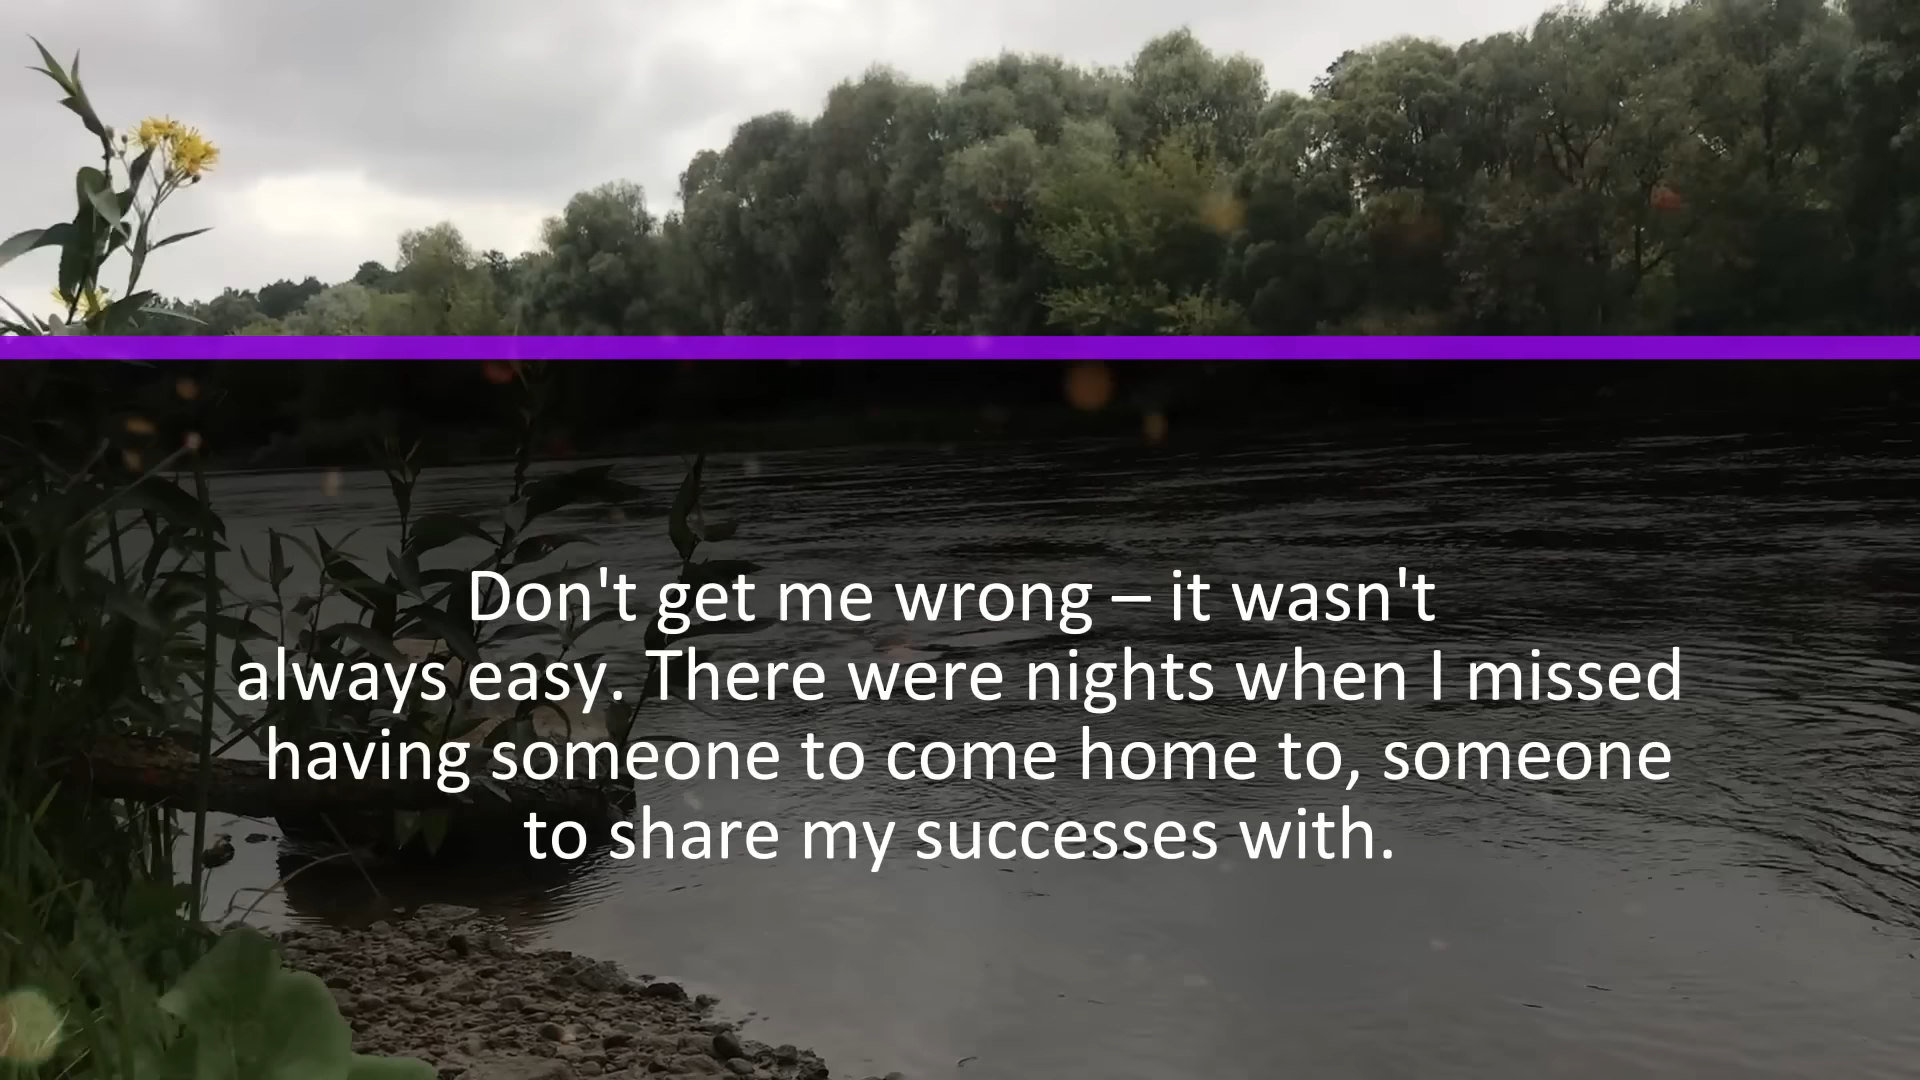 Don't get me wrong – it wasn't
always easy. There were nights when I missed
having someone to come home to, someone
to share my successes with.